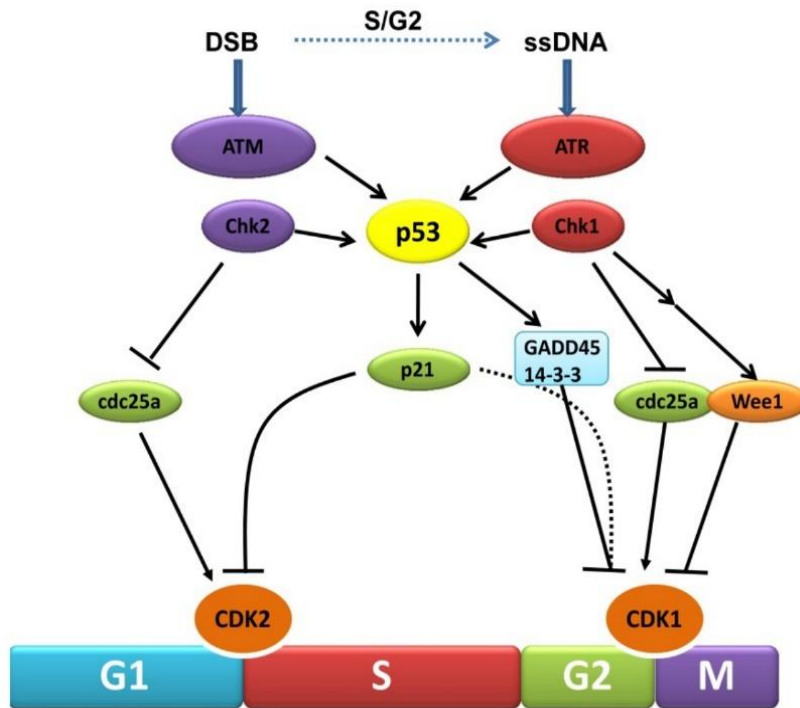 S/G2
DSB
ssDNA
ATM
ATR
Chk2
p53
Chk1
GADD45
14-3-3
p21
cdc25a
cdc25a
Wee1
CDK2
CDK1
G1
S
G2
M